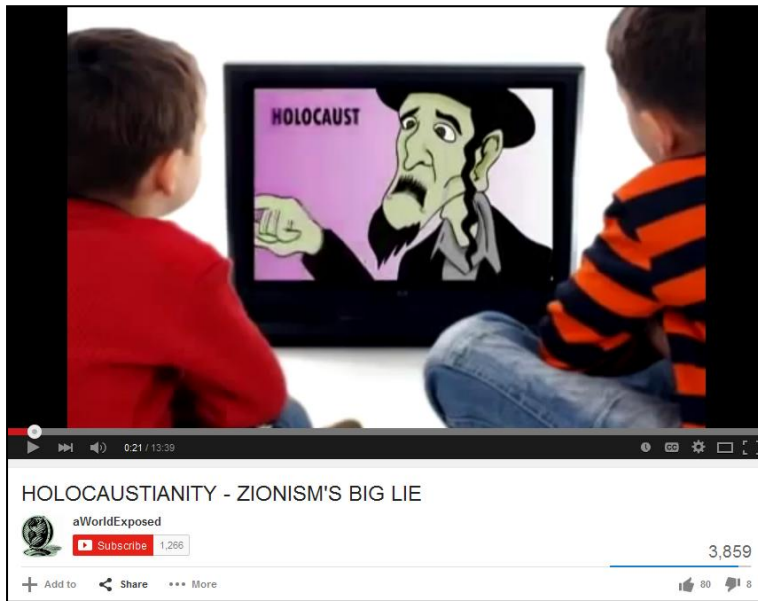 HOLOCAUST
0:21 / 13:39
CC
HOLOCAUSTIANITY - ZIONISM'S BIG LIE
aWorldExposed
Subscribe 1,266
3,859
Add to Share More 80 8